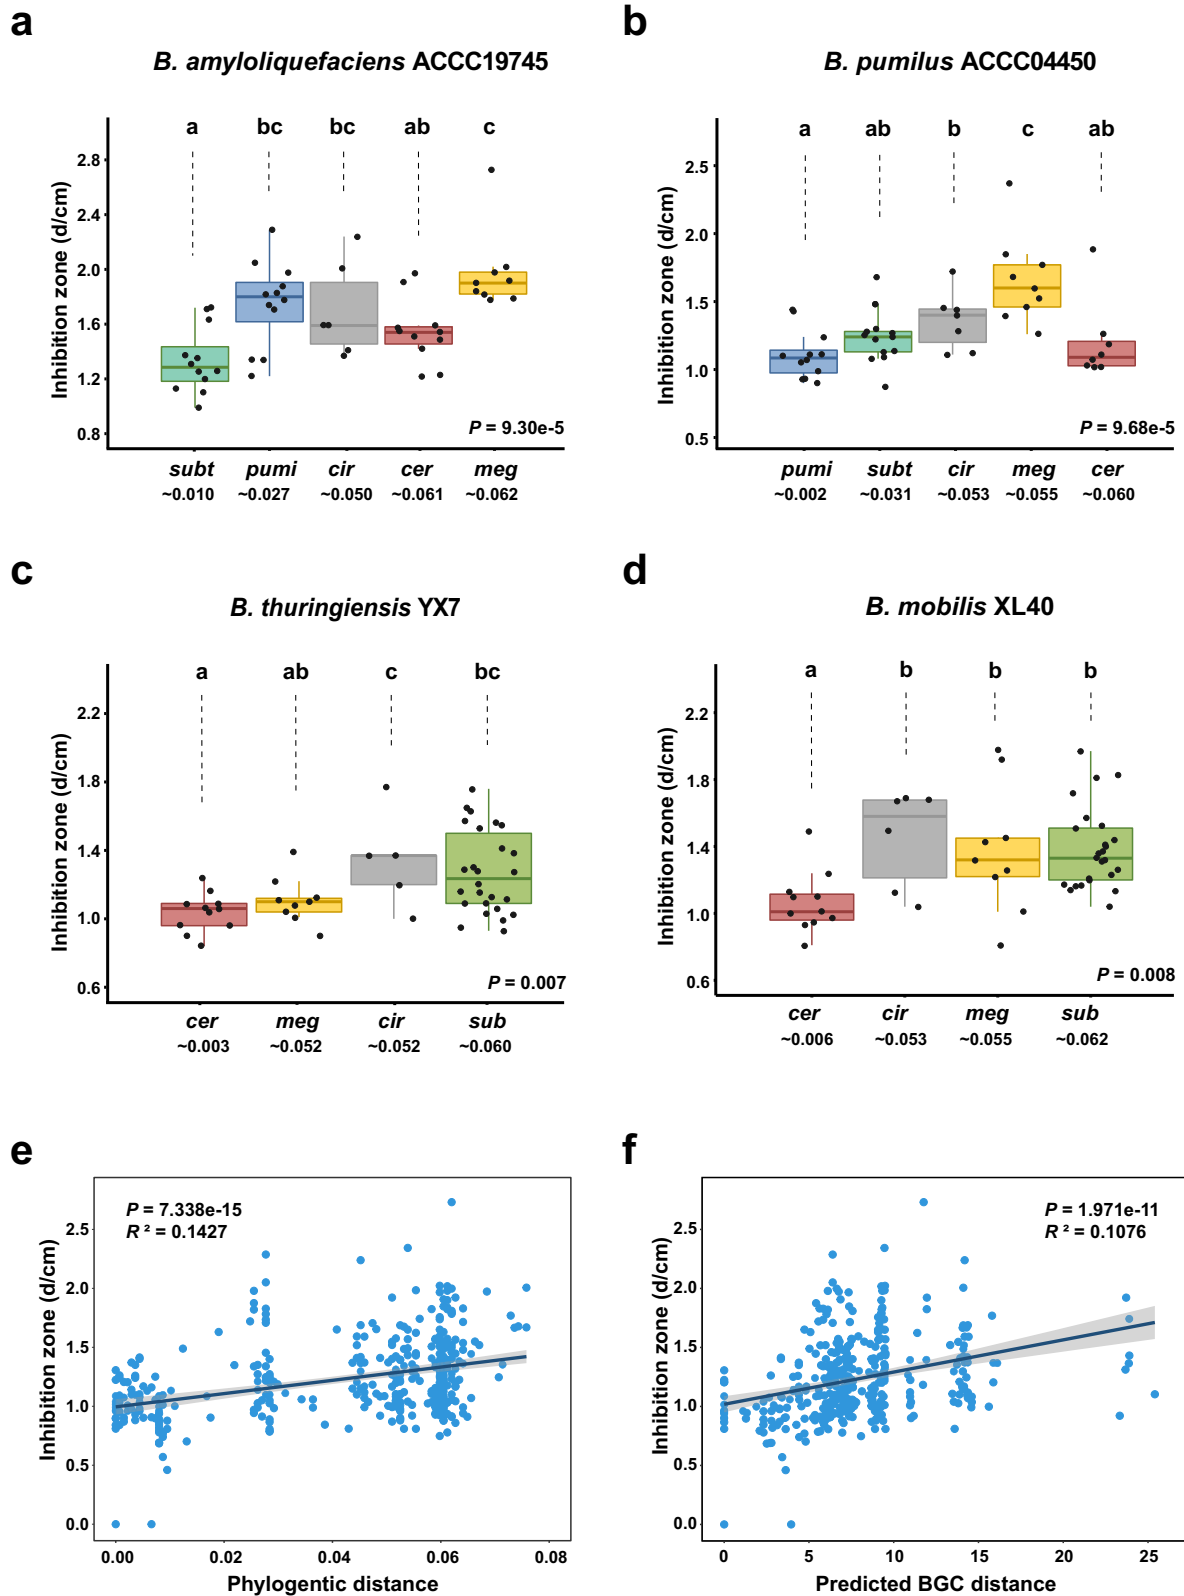 a
B. amyloliquefaciens ACCC19745
a bc bc ab c
Inhibition zone (d/cm)
2.8
2.4
2.0
1.6
1.2
0.8
P = 9.30e-5
subt pumi cir cer meg
~0.010 ~0.027 ~0.050 ~0.061 ~0.062
b
B. pumilus ACCC04450
a ab b c ab
Inhibition zone (d/cm)
2.5
2.0
1.5
1.0
0.5
P = 9.68e-5
pumi subt cir meg cer
~0.002 ~0.031 ~0.053 ~0.055 ~0.060
c
B. thuringiensis YX7
a ab c bc
Inhibition zone (d/cm)
2.2
1.8
1.4
1.0
0.6
P = 0.007
cer meg cir sub
~0.003 ~0.052 ~0.052 ~0.060
d
B. mobilis XL40
a b b b
Inhibition zone (d/cm)
2.2
1.8
1.4
1.0
0.6
P = 0.008
cer cir meg sub
~0.006 ~0.053 ~0.055 ~0.062
e
P = 7.338e-15
R² = 0.1427
Inhibition zone (d/cm)
2.5
2.0
1.5
1.0
0.5
0.0
0.00 0.02 0.04 0.06 0.08
Phylogentic distance
f
P = 1.971e-11
R² = 0.1076
Inhibition zone (d/cm)
2.5
2.0
1.5
1.0
0.5
0.0
0 5 10 15 20 25
Predicted BGC distance